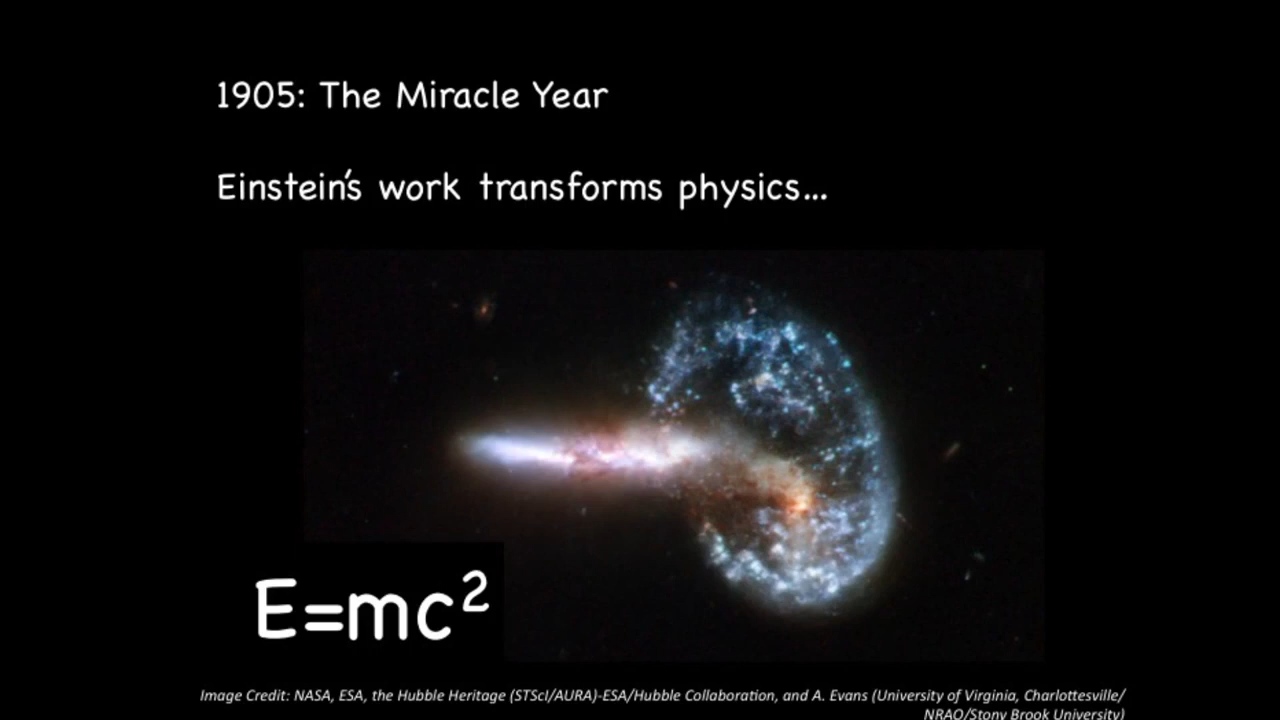 1905: The Miracle Year
Einstein's work transforms physics...
E=mc²
Image Credit: NASA, ESA, the Hubble Heritage (STScI/AURA)-ESA/Hubble Collaboration, and A. Evans (University of Virginia, Charlottesville/
NRAO/Stony Brook University)